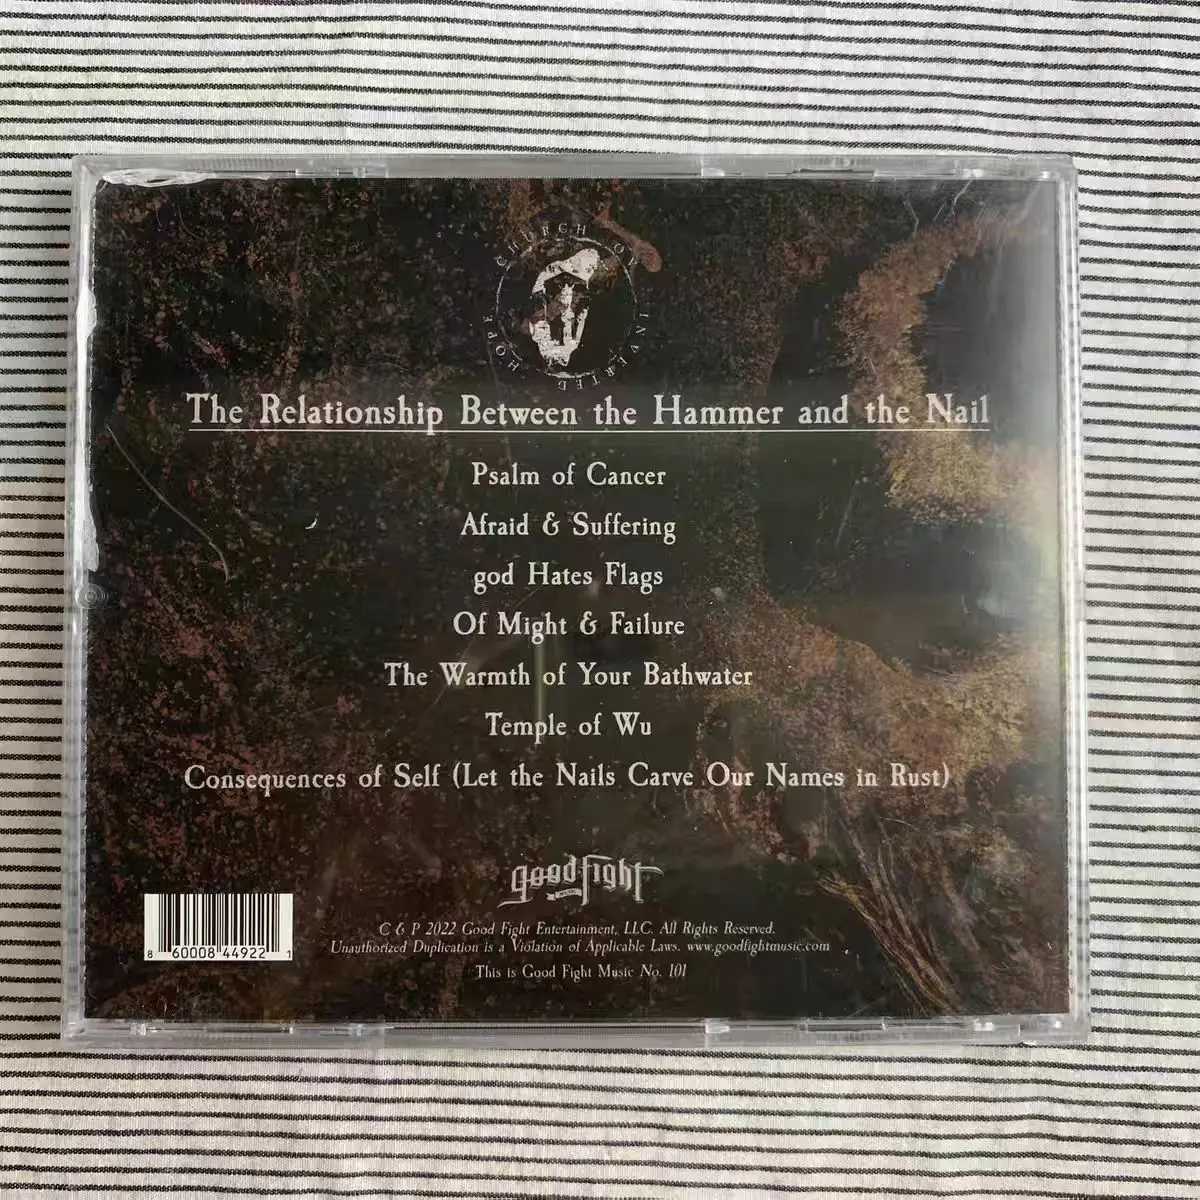 CHURCH OV INVERTED HOPE
The Relationship Between the Hammer and the Nail
Psalm of Cancer
Afraid & Suffering
god Hates Flags
Of Might & Failure
The Warmth of Your Bathwater
Temple of Wu
Consequences of Self (Let the Nails Carve Our Names in Rust)
good fight
C & P 2022 Good Fight Entertainment, LLC. All Rights Reserved.
Unauthorized Duplication is a Violation of Applicable Laws. www.goodfightmusic.com
This is Good Fight Music No. 101
8 60008 44922 1